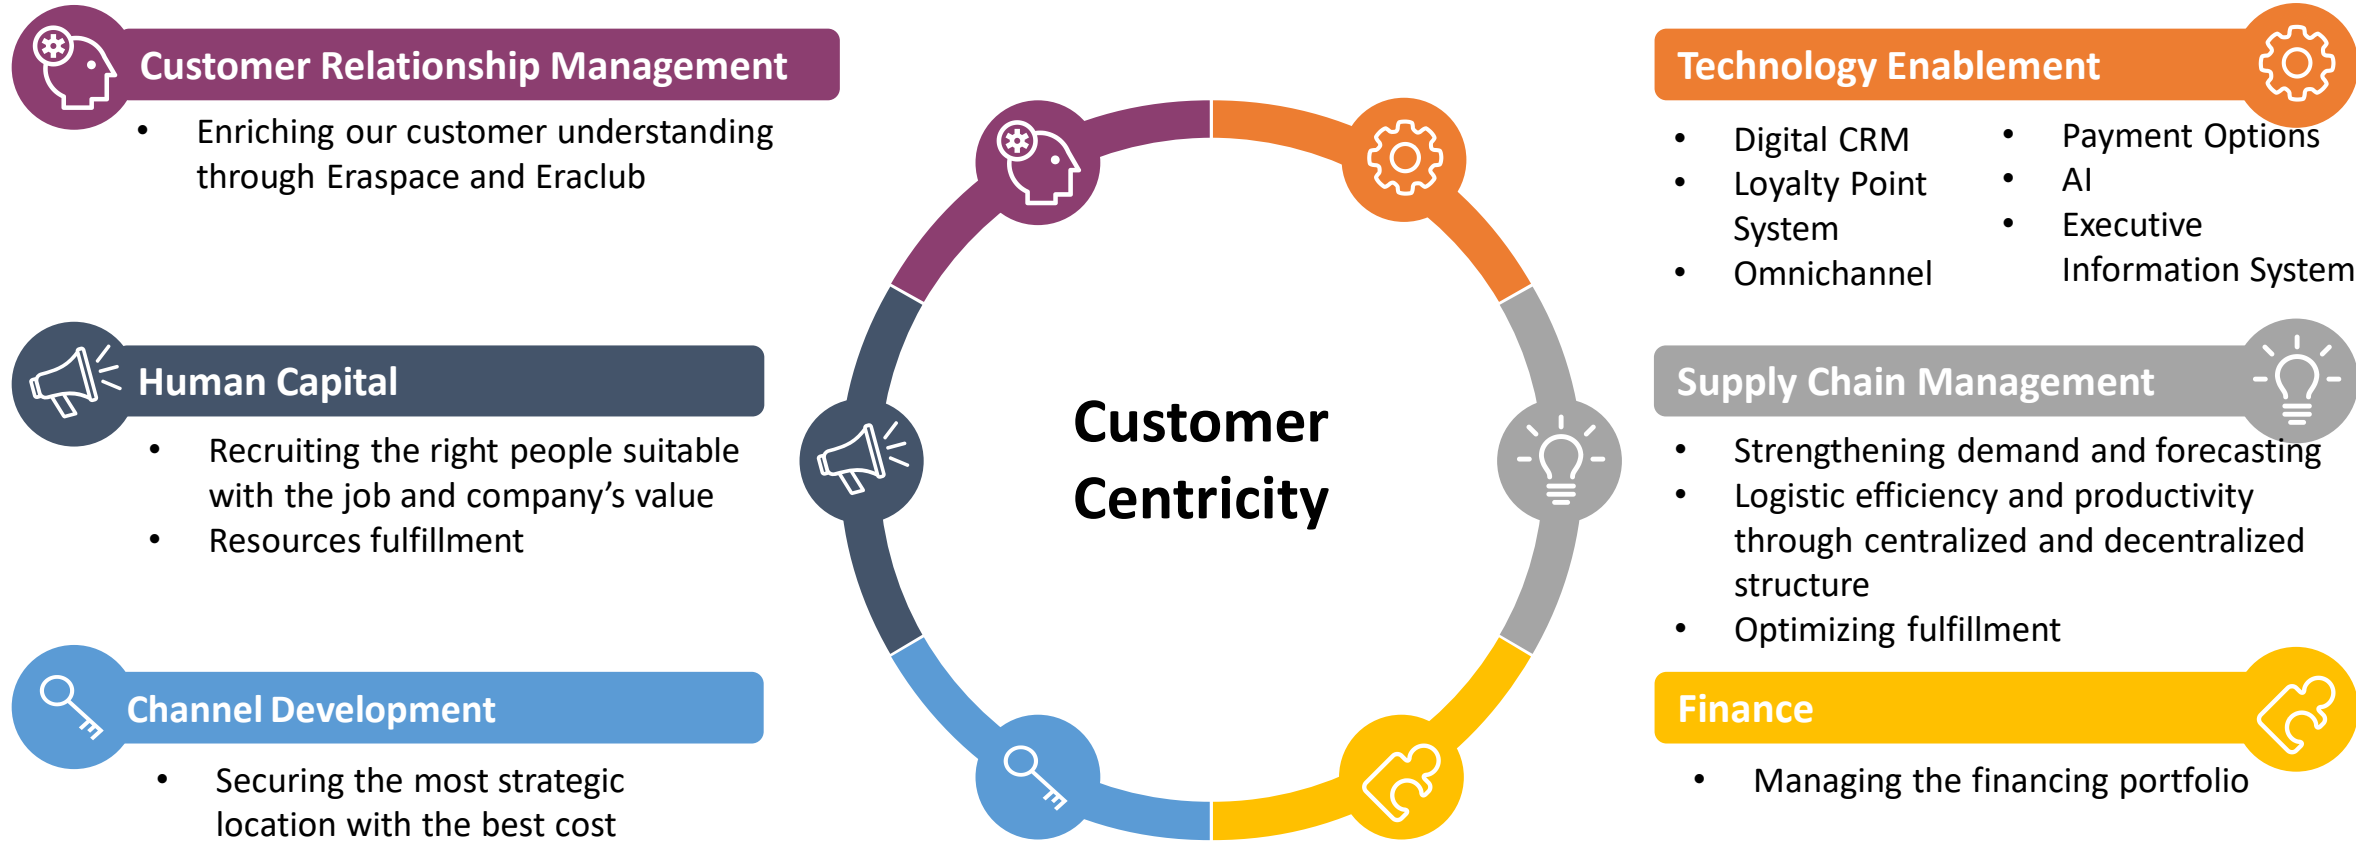 Customer Relationship Management
• Enriching our customer understanding
through Eraspace and Eraclub
Human Capital
• Recruiting the right people suitable
with the job and company’s value
• Resources fulfillment
Channel Development
• Securing the most strategic
location with the best cost
Customer
Centricity
Technology Enablement
• Digital CRM
• Loyalty Point
System
• Omnichannel
• Payment Options
• AI
• Executive
Information System
Supply Chain Management
• Strengthening demand and forecasting
• Logistic efficiency and productivity
through centralized and decentralized
structure
• Optimizing fulfillment
Finance
• Managing the financing portfolio